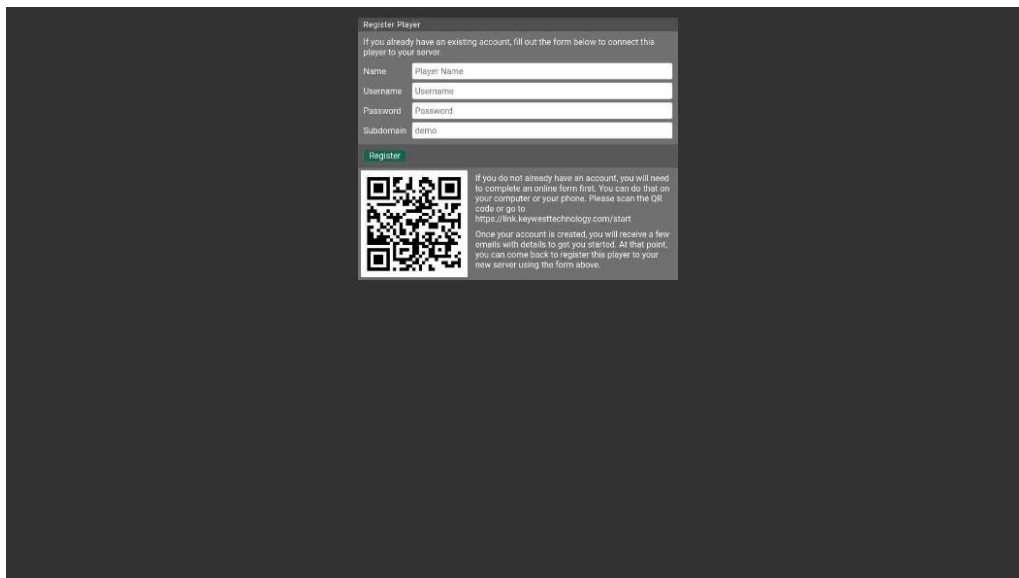 Register Player
If you already have an existing account, fill out the form below to connect this
player to your server.
Name Player Name
Username Username
Password Password
Subdomain demo
Register
If you do not already have an account, you will need
to complete an online form first. You can do that on
your computer or your phone. Please scan the QR
code or go to
https://link.keywesttechnology.com/start
Once your account is created, you will receive a few
emails with details to get you started. At that point,
you can come back to register this player to your
new server using the form above.